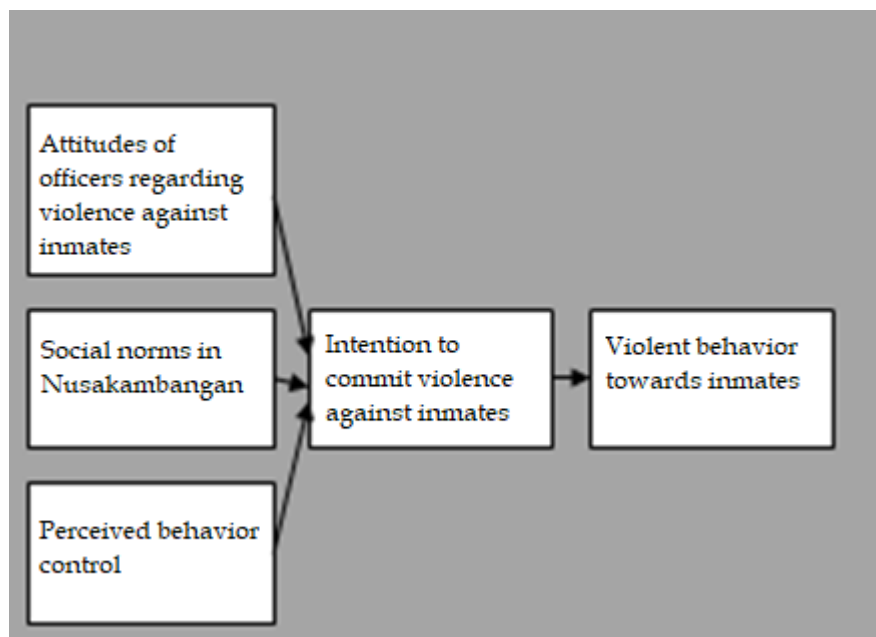 Attitudes of
officers regarding
violence against
inmates
Social norms in
Nusakambangan
Perceived behavior
control
Intention to
commit violence
against inmates
Violent behavior
towards inmates